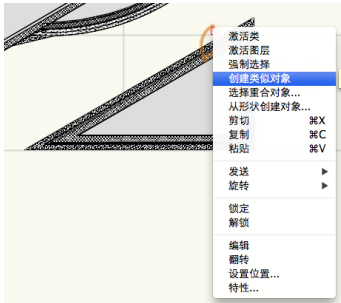 激活类
激活图层
强制选择
创建类似对象
选择重合对象...
从形状创建对象...
剪切 ⌘X
复制 ⌘C
粘贴 ⌘V
发送 ▶
旋转 ▶
锁定
解锁
编辑
翻转
设置位置...
特性...